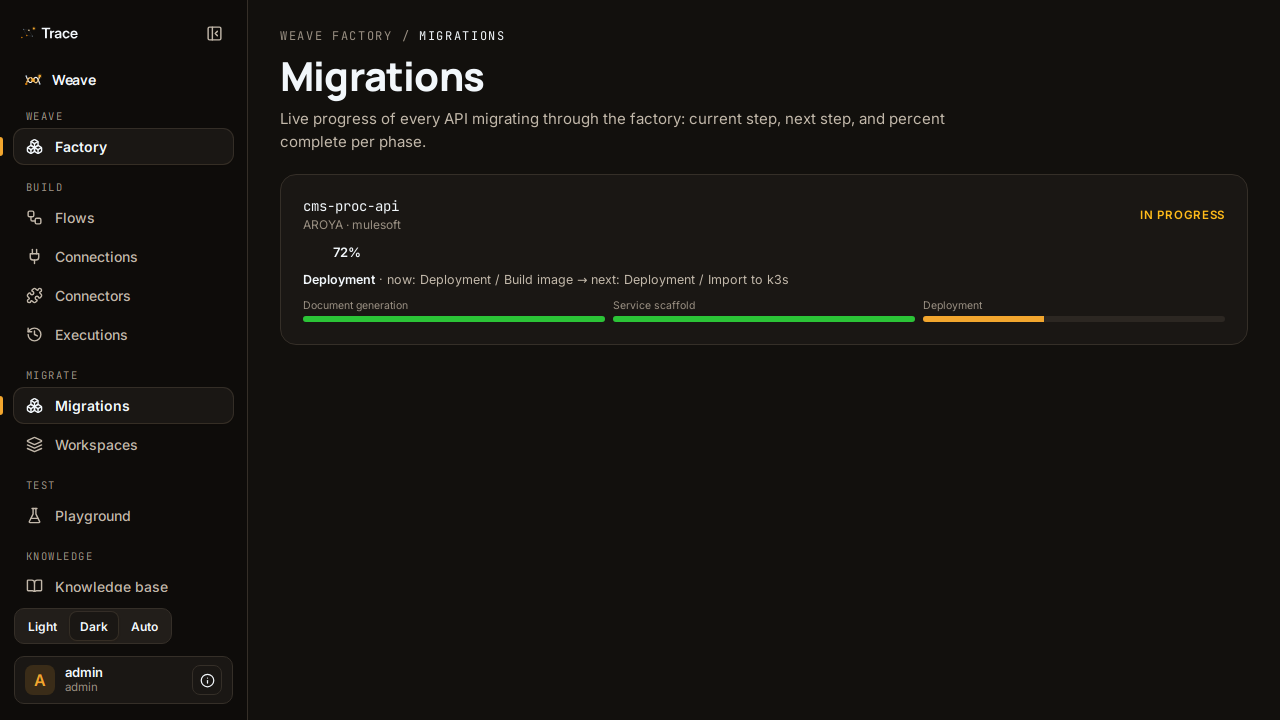 Trace
Weave
WEAVE
Factory
BUILD
Flows
Connections
Connectors
Executions
MIGRATE
Migrations
Workspaces
TEST
Playground
KNOWLEDGE
Knowledge base
Light Dark Auto
A
admin
admin
WEAVE FACTORY / MIGRATIONS
Migrations
Live progress of every API migrating through the factory: current step, next step, and percent
complete per phase.
cms-proc-api
AROYA · mulesoft
IN PROGRESS
72%
Deployment · now: Deployment / Build image → next: Deployment / Import to k3s
Document generation Service scaffold Deployment